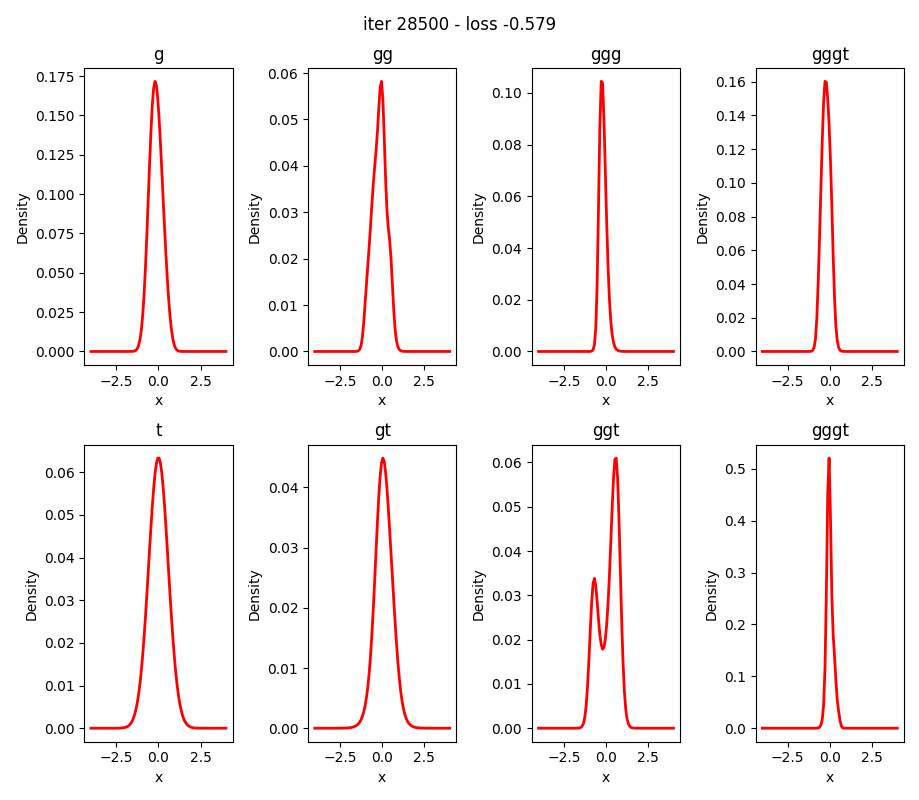 iter 28500 - loss -0.579
g
gg
ggg
gggt
0.175
0.150
0.125
0.100
0.075
0.050
0.025
0.000
Density
−2.5 0.0 2.5
x
0.06
0.05
0.04
0.03
0.02
0.01
0.00
Density
−2.5 0.0 2.5
x
0.10
0.08
0.06
0.04
0.02
0.00
Density
−2.5 0.0 2.5
x
0.16
0.14
0.12
0.10
0.08
0.06
0.04
0.02
0.00
Density
−2.5 0.0 2.5
x
t
gt
ggt
gggt
0.06
0.05
0.04
0.03
0.02
0.01
0.00
Density
−2.5 0.0 2.5
x
0.04
0.03
0.02
0.01
0.00
Density
−2.5 0.0 2.5
x
0.06
0.05
0.04
0.03
0.02
0.01
0.00
Density
−2.5 0.0 2.5
x
0.5
0.4
0.3
0.2
0.1
0.0
Density
−2.5 0.0 2.5
x